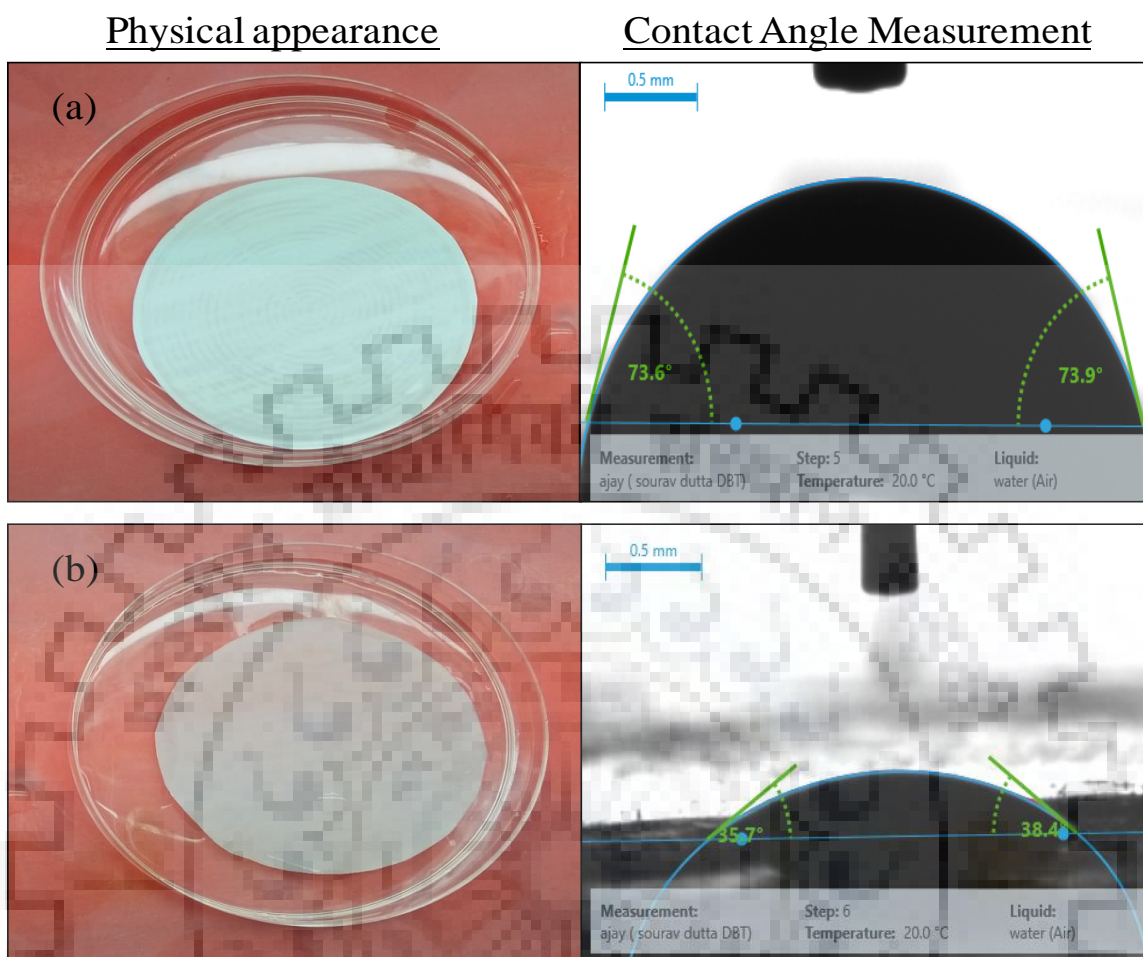 Physical appearance
Contact Angle Measurement
(a)
0.5 mm
73.6°
73.9°
Measurement:
ajay ( sourav dutta DBT)
Step: 5
Temperature: 20.0 °C
Liquid:
water (Air)
(b)
0.5 mm
35.7°
38.4°
Measurement:
ajay ( sourav dutta DBT)
Step: 6
Temperature: 20.0 °C
Liquid:
water (Air)